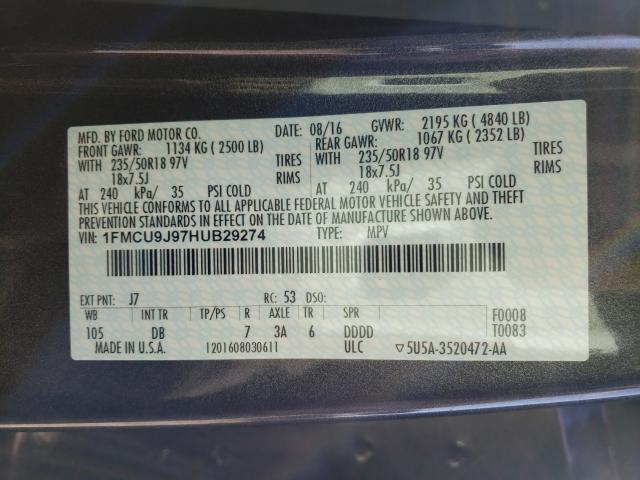 MFD. BY FORD MOTOR CO.
DATE: 08/16 GVWR: 2195 KG ( 4840 LB)
FRONT GAWR: 1134 KG ( 2500 LB)
REAR GAWR: 1067 KG ( 2352 LB)
WITH 235/50R18 97V TIRES
WITH 235/50R18 97V TIRES
18x7.5J RIMS
18x7.5J RIMS
AT 240 kPa/ 35 PSI COLD
AT 240 kPa/ 35 PSI COLD
THIS VEHICLE CONFORMS TO ALL APPLICABLE FEDERAL MOTOR VEHICLE SAFETY AND THEFT
PREVENTION STANDARDS IN EFFECT ON THE DATE OF MANUFACTURE SHOWN ABOVE.
VIN: 1FMCU9J97HUB29274 TYPE: MPV
EXT PNT: J7 RC: 53 DSO:
WB INT TR TP/PS R AXLE TR SPR F0008
105 DB 7 3A 6 DDDD T0083
MADE IN U.S.A. 1201608030611 ULC ▽5U5A-3520472-AA